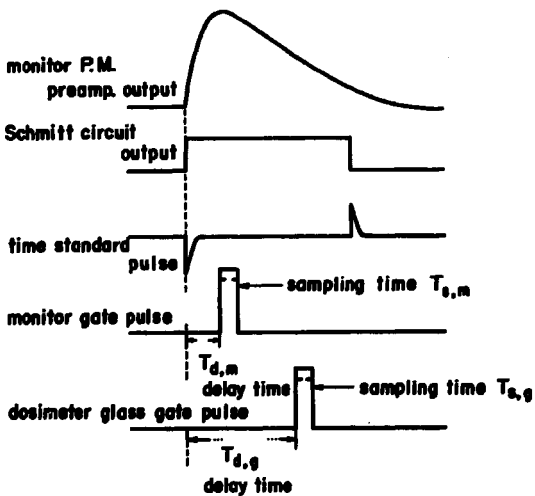 monitor P.M.
preamp. output
Schmitt circuit
output
time standard
pulse
sampling time Ts,m
monitor gate pulse
Td,m
delay time
sampling time Ts,g
dosimeter glass gate pulse
Td,g
delay time